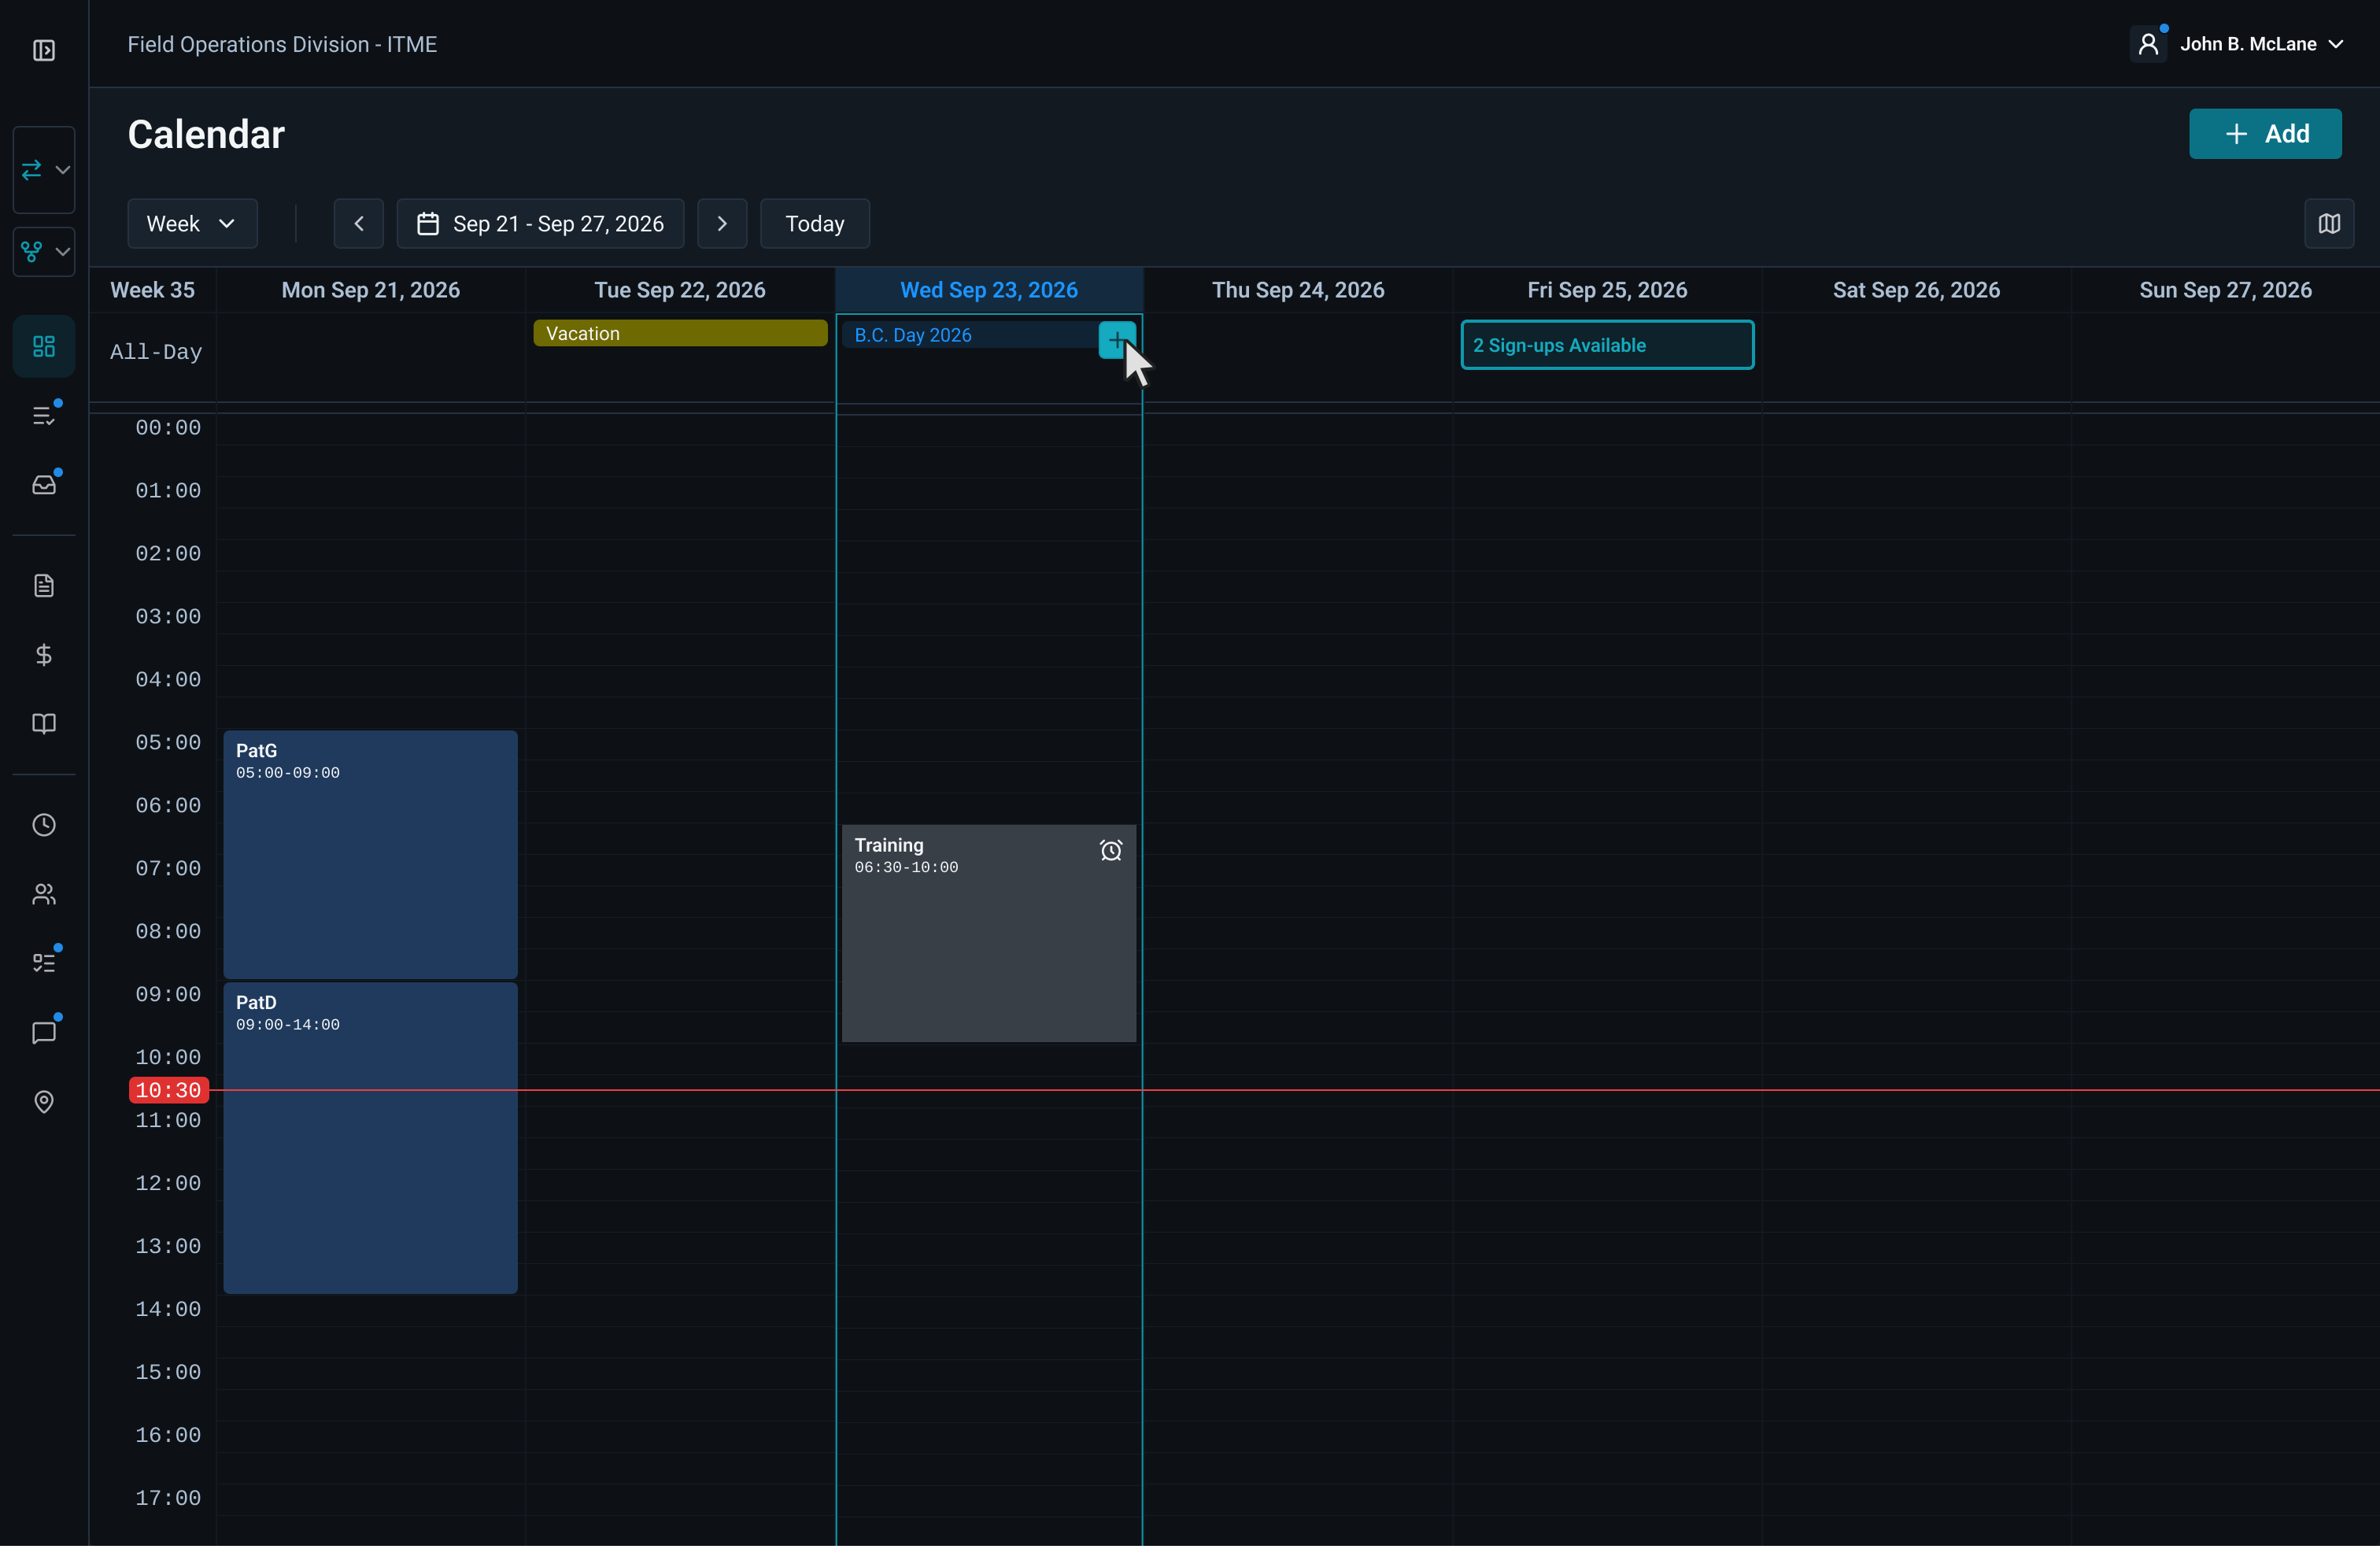 Field Operations Division - ITME
John B. McLane
Calendar
Add
Week
Sep 21 - Sep 27, 2026
Today
Week 35
Mon Sep 21, 2026
Tue Sep 22, 2026
Wed Sep 23, 2026
Thu Sep 24, 2026
Fri Sep 25, 2026
Sat Sep 26, 2026
Sun Sep 27, 2026
All-Day
Vacation
B.C. Day 2026
2 Sign-ups Available
00:00
01:00
02:00
03:00
04:00
05:00
PatG
05:00-09:00
06:00
Training
06:30-10:00
07:00
08:00
09:00
PatD
09:00-14:00
10:00
10:30
11:00
12:00
13:00
14:00
15:00
16:00
17:00